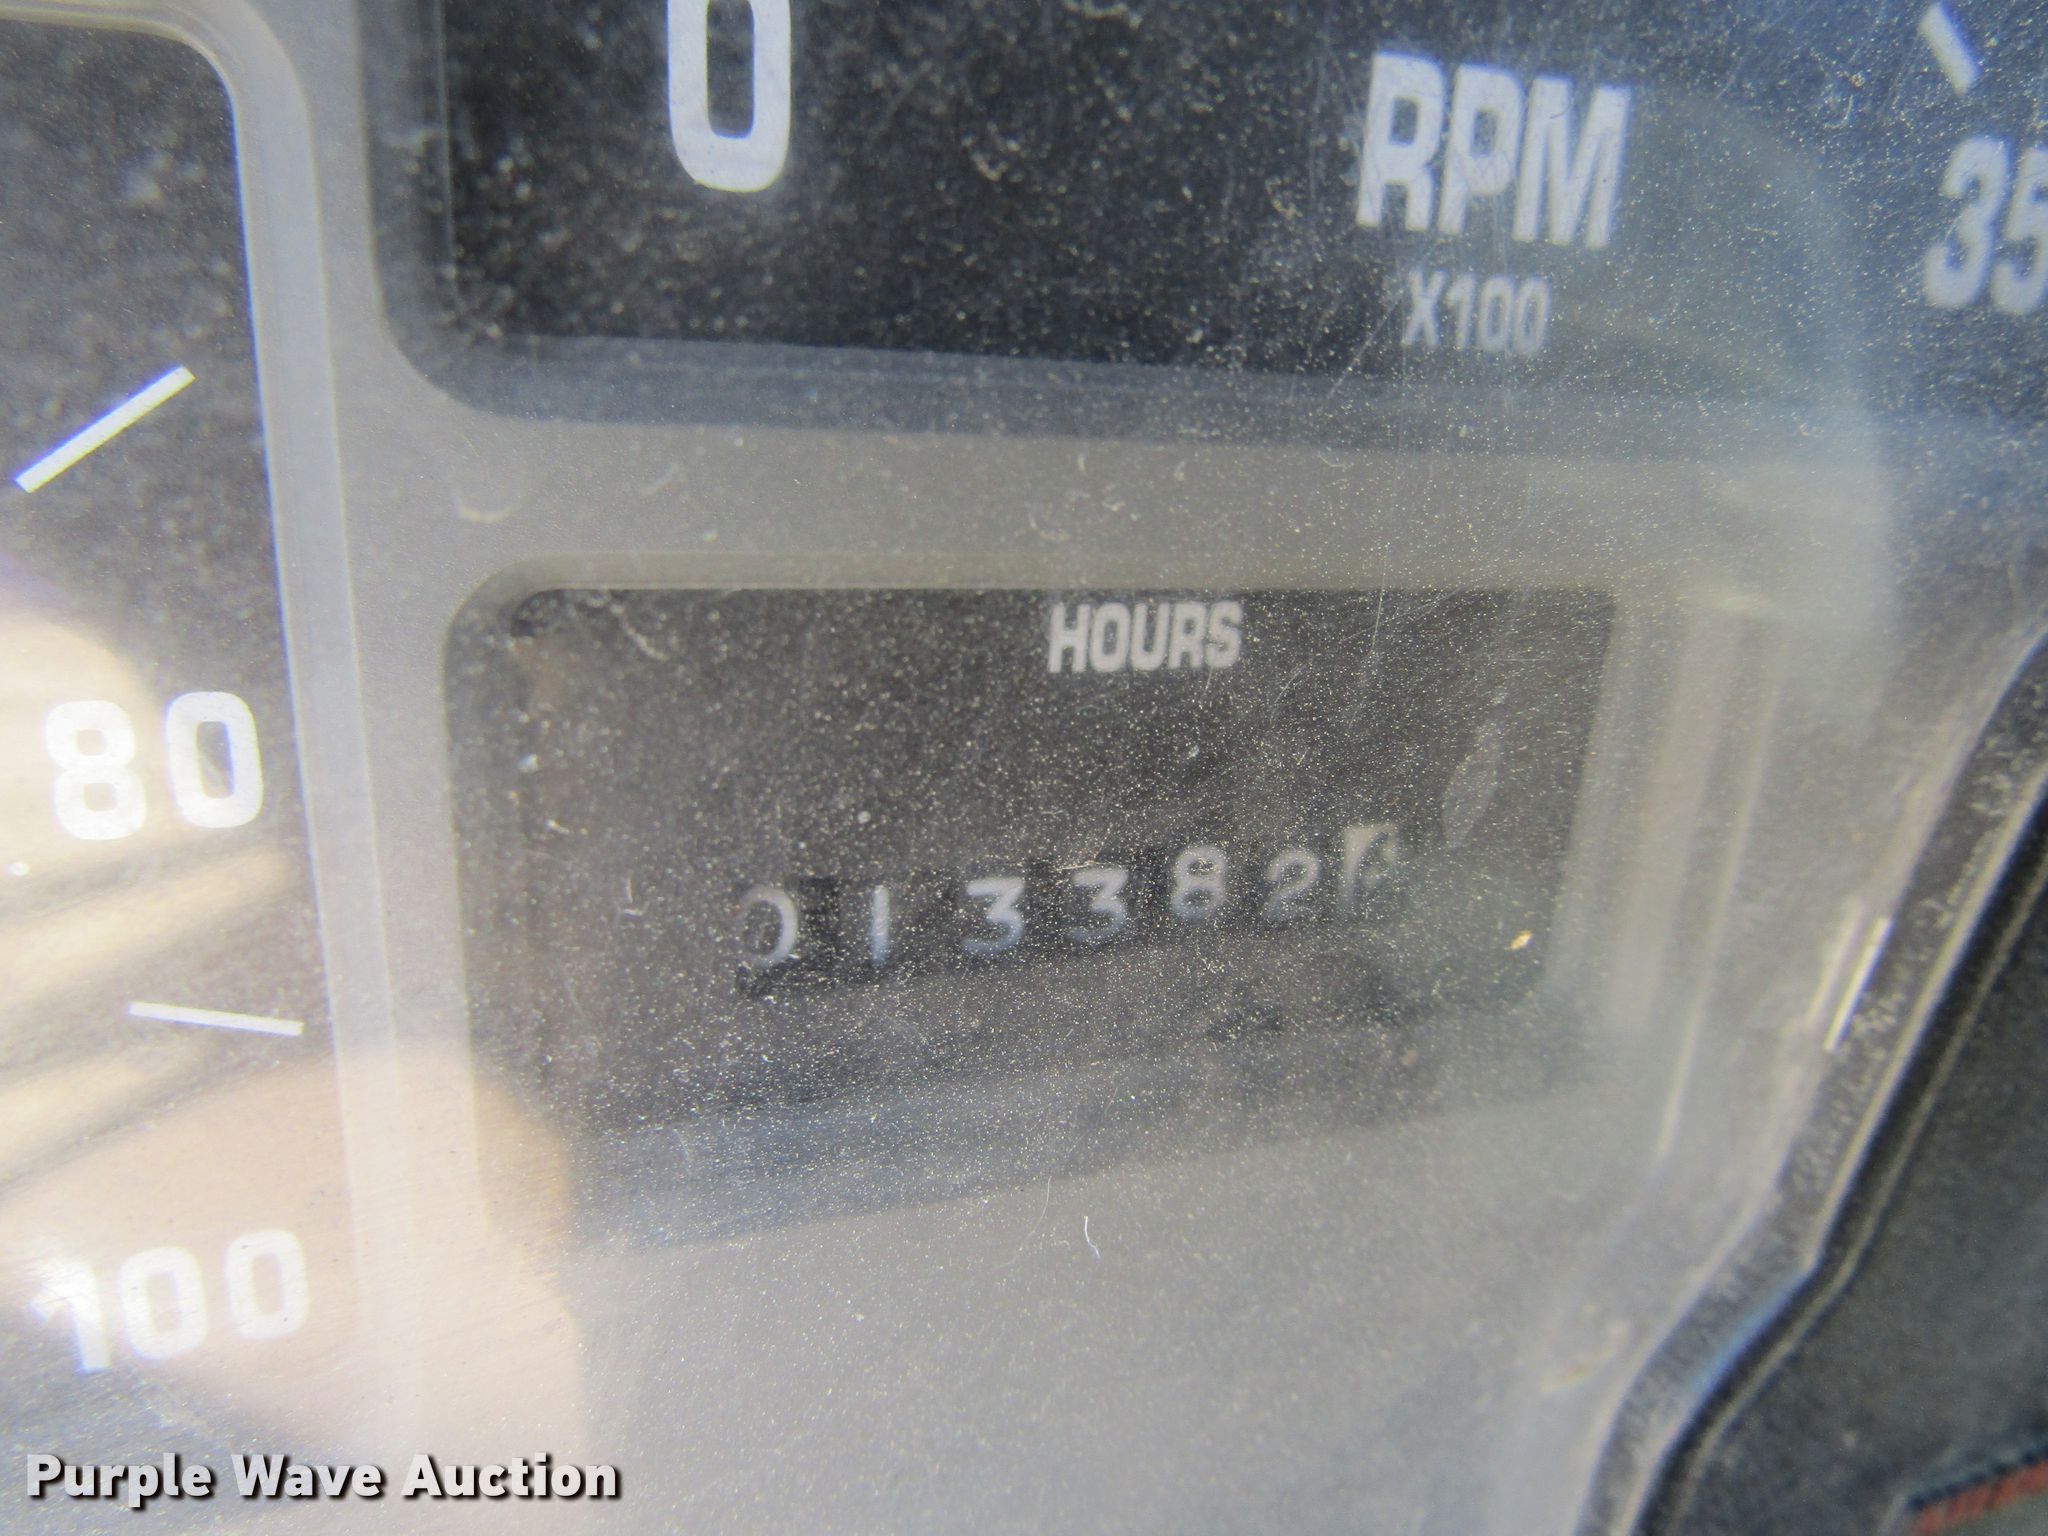 0
RPM
X100
35
80
100
HOURS
013382
Purple Wave Auction